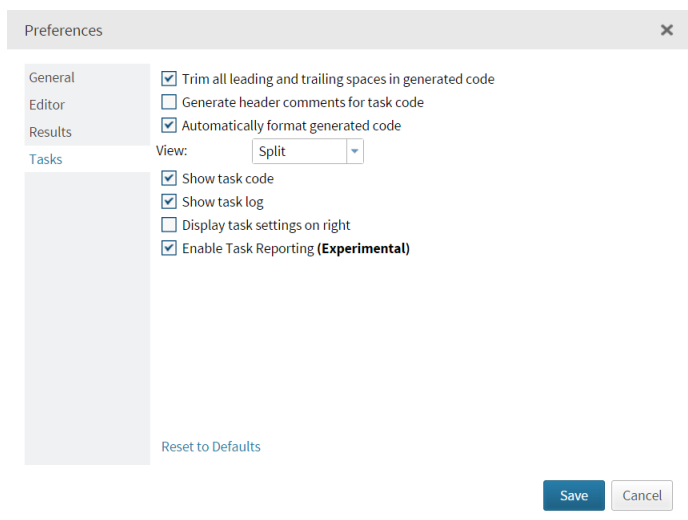 Preferences
General
Editor
Results
Tasks
Trim all leading and trailing spaces in generated code
Generate header comments for task code
Automatically format generated code
View: Split
Show task code
Show task log
Display task settings on right
Enable Task Reporting (Experimental)
Reset to Defaults
Save Cancel